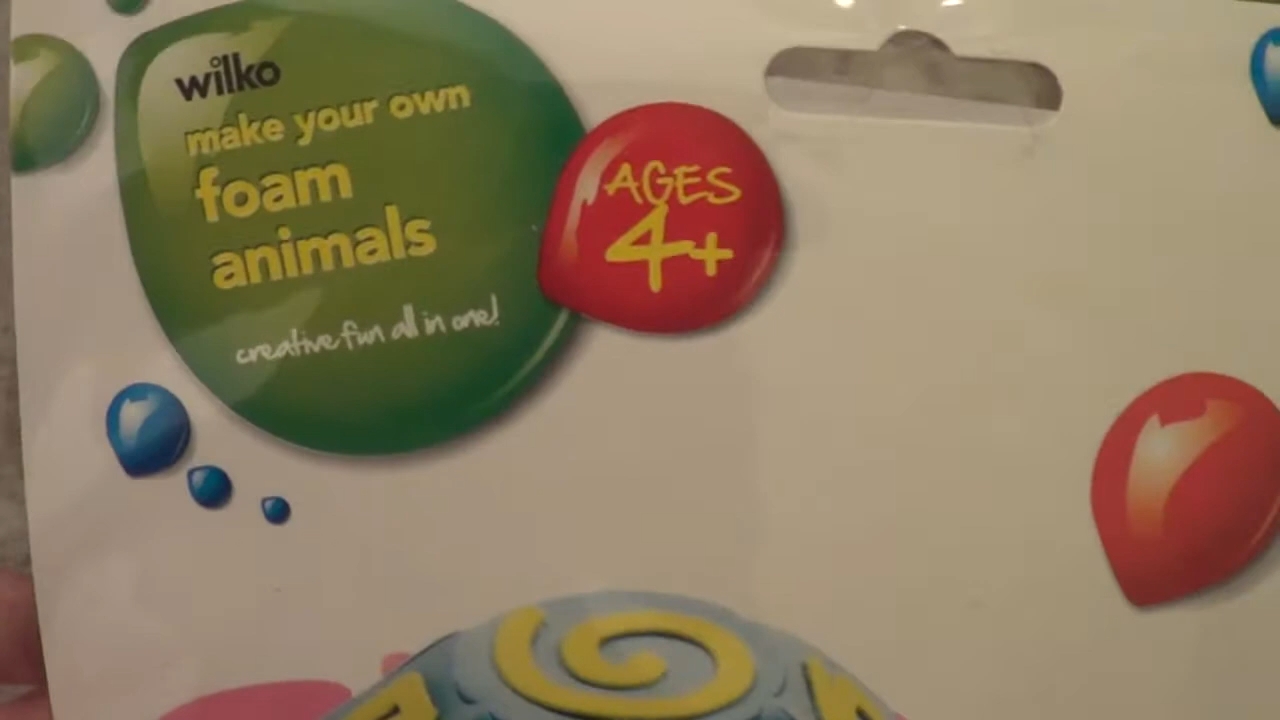 wilko
make your own
foam
animals
creative fun all in one!
AGES
4+